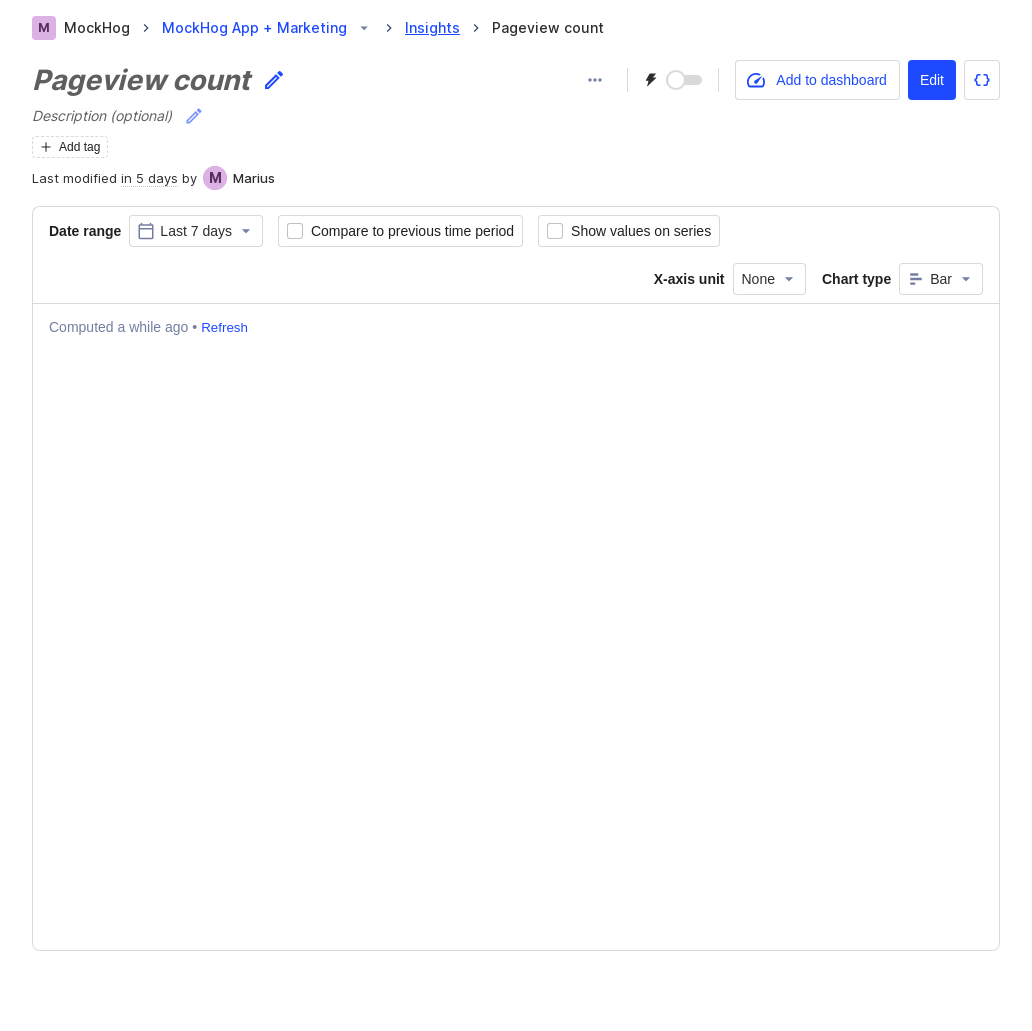 M MockHog MockHog App + Marketing Insights Pageview count
Pageview count
Add to dashboard Edit
Description (optional)
Add tag
Last modified in 5 days by M Marius
Date range Last 7 days Compare to previous time period Show values on series
X-axis unit None Chart type Bar
Computed a while ago • Refresh